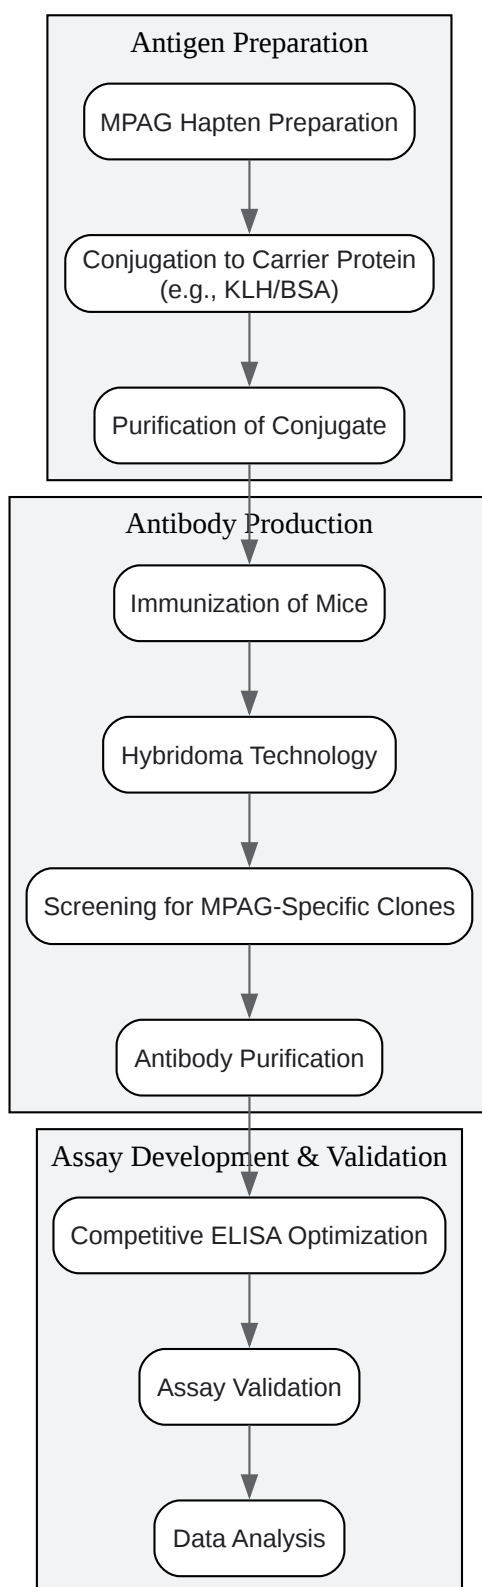 Antigen Preparation
MPAG Hapten Preparation
Conjugation to Carrier Protein
(e.g., KLH/BSA)
Purification of Conjugate
Antibody Production
Immunization of Mice
Hybridoma Technology
Screening for MPAG-Specific Clones
Antibody Purification
Assay Development & Validation
Competitive ELISA Optimization
Assay Validation
Data Analysis